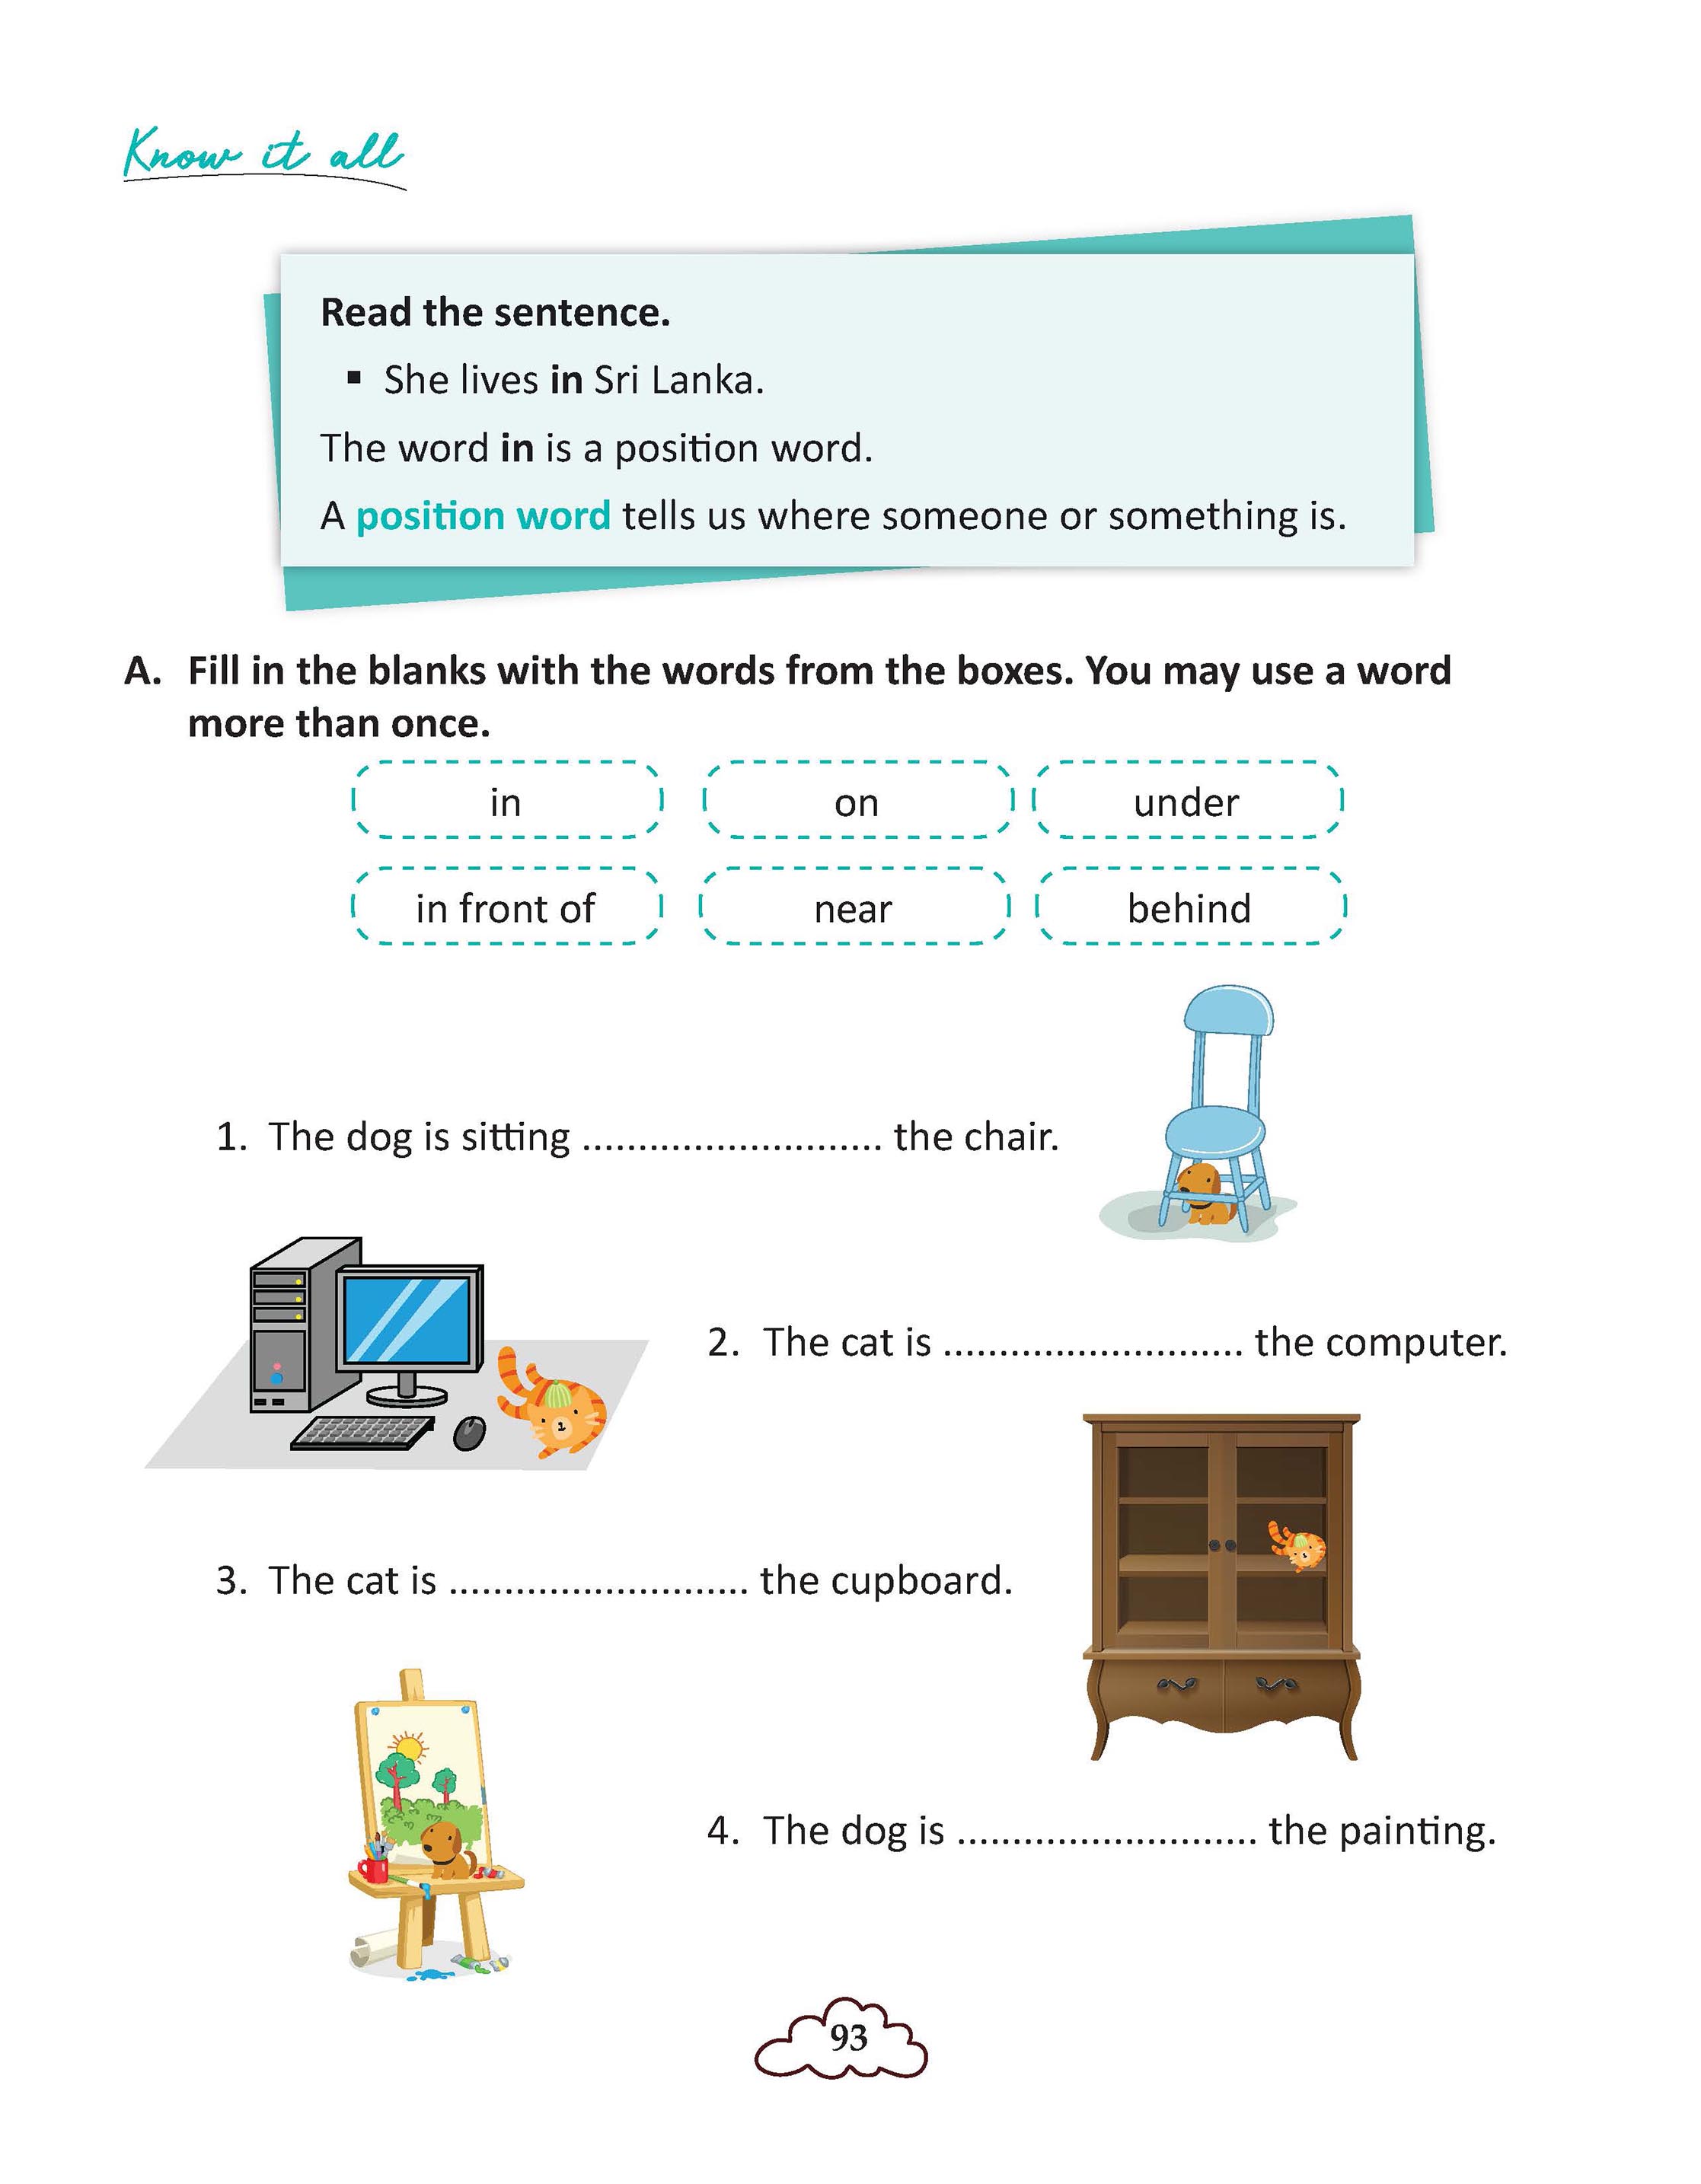 Know it all
Read the sentence.
▪ She lives in Sri Lanka.
The word in is a position word.
A position word tells us where someone or something is.
A. Fill in the blanks with the words from the boxes. You may use a word
more than once.
in on under
in front of near behind
1. The dog is sitting ........................... the chair.
2. The cat is ........................... the computer.
3. The cat is ........................... the cupboard.
4. The dog is ........................... the painting.
93